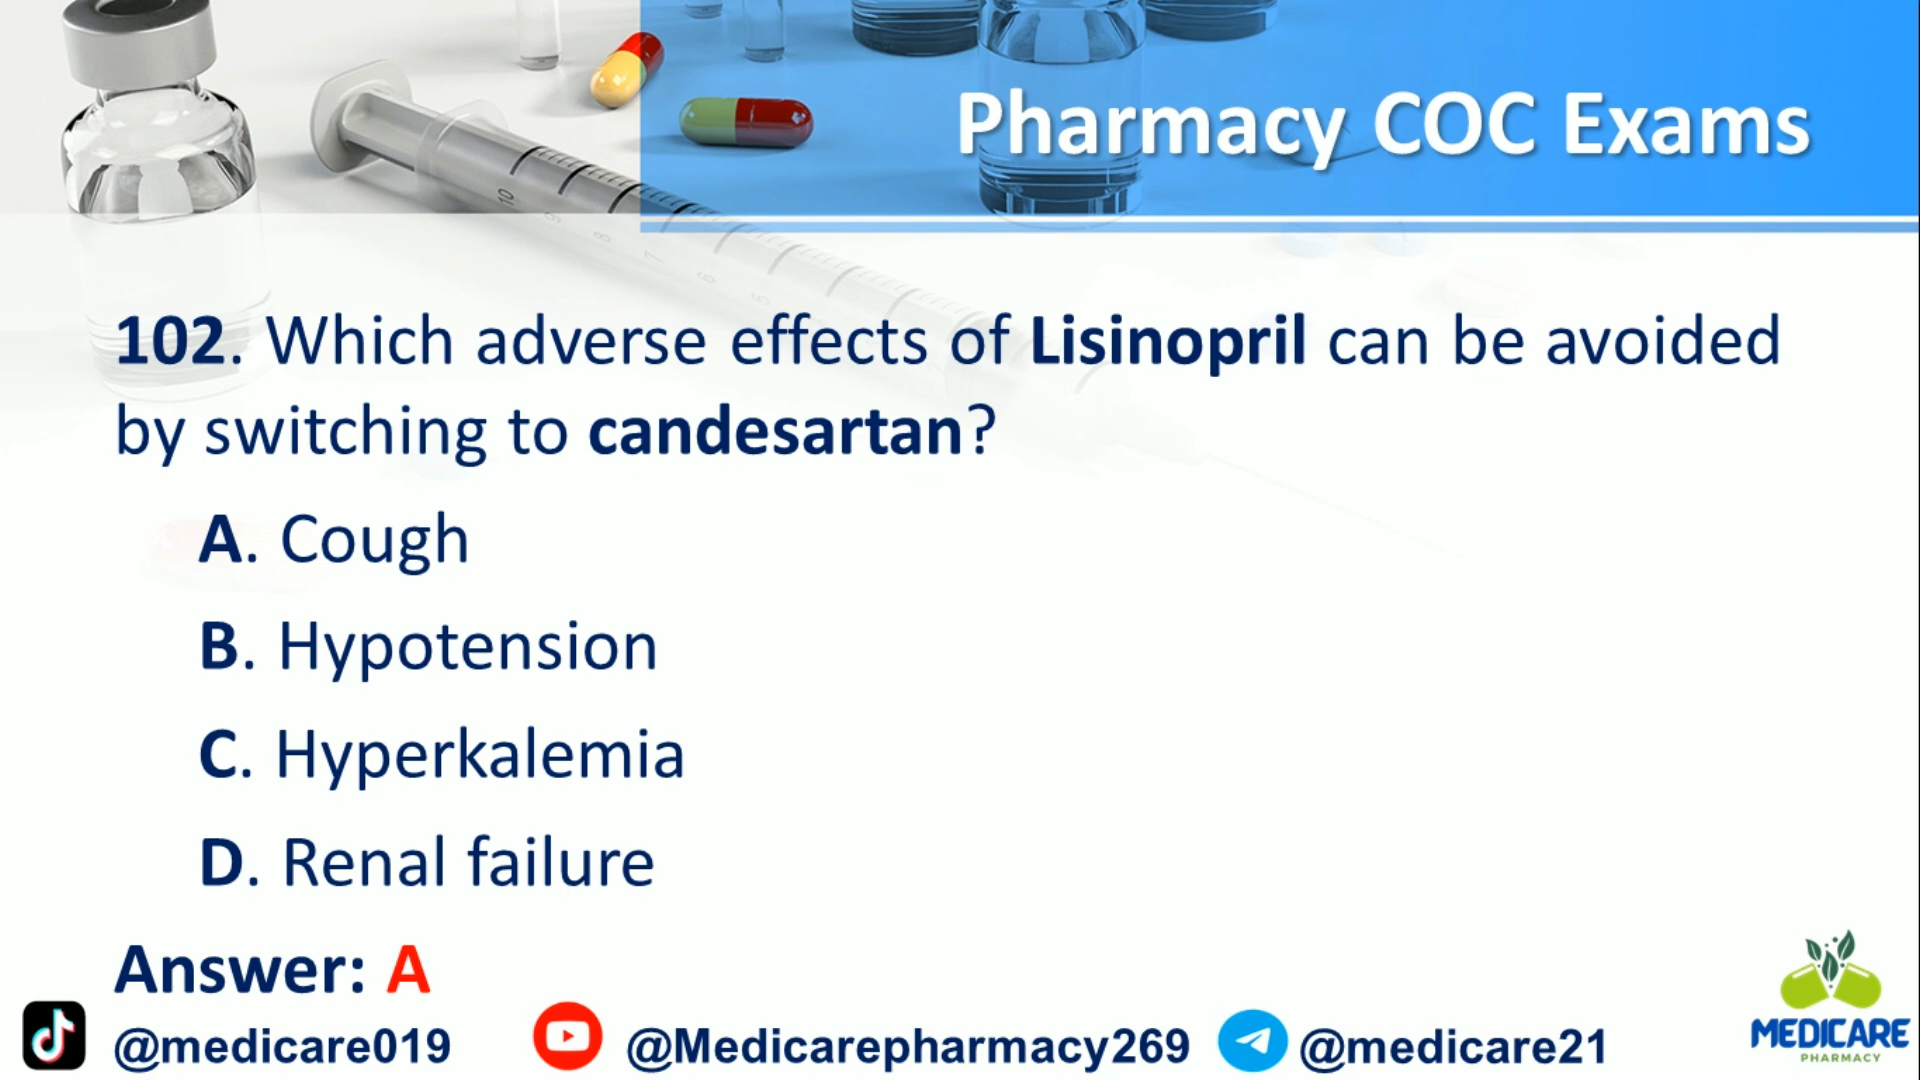 Pharmacy COC Exams
102. Which adverse effects of Lisinopril can be avoided
by switching to candesartan?
A. Cough
B. Hypotension
C. Hyperkalemia
D. Renal failure
Answer: A
@medicare019
@Medicarepharmacy269
@medicare21
MEDICARE
PHARMACY